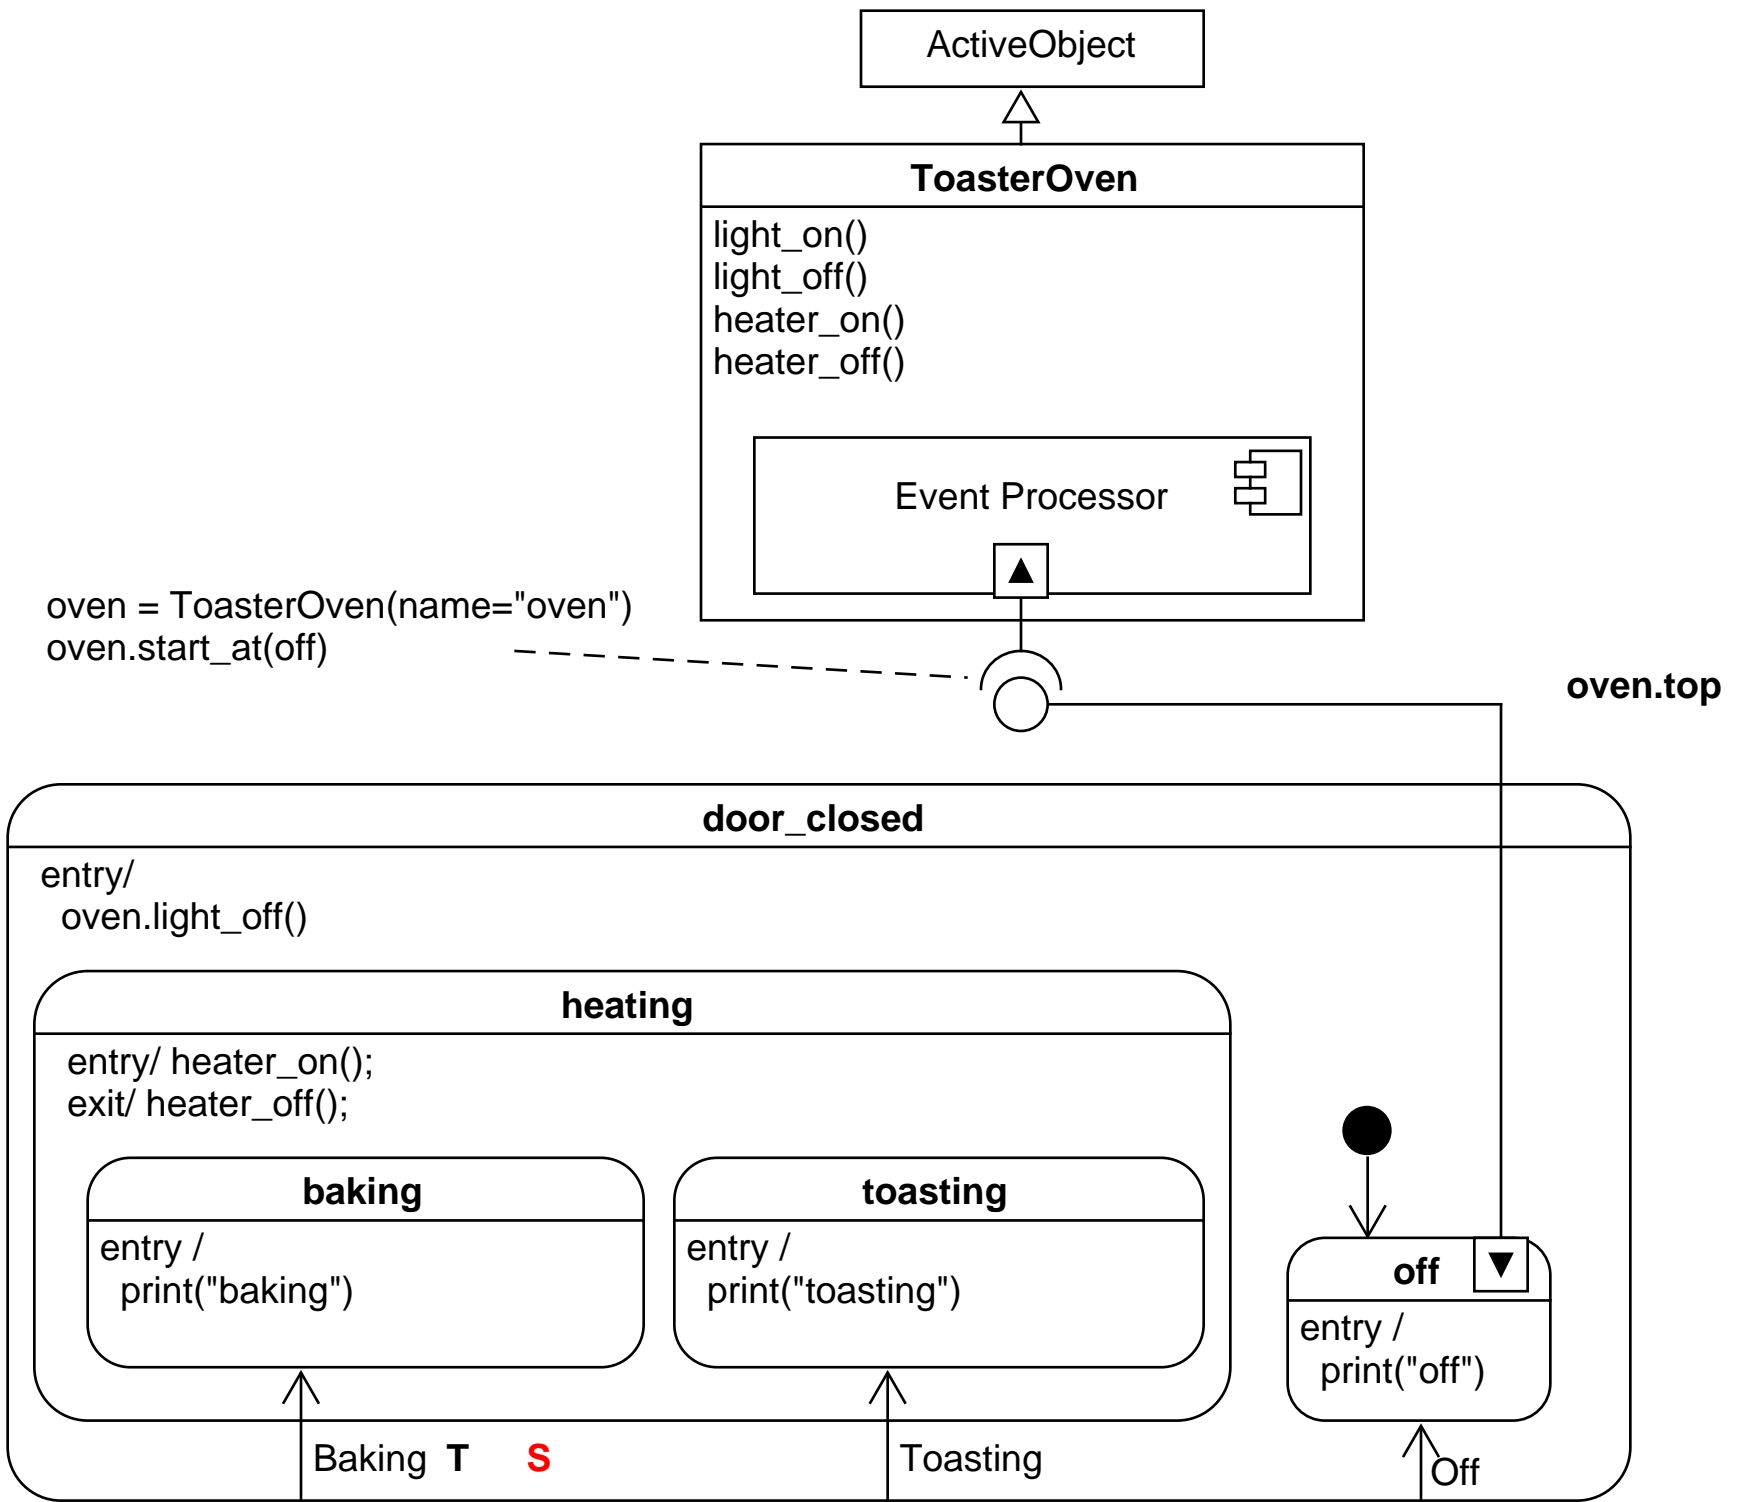 ActiveObject
ToasterOven
light_on()
light_off()
heater_on()
heater_off()
Event Processor
oven = ToasterOven(name="oven")
oven.start_at(off)
oven.top
door_closed
entry/
oven.light_off()
heating
entry/ heater_on();
exit/ heater_off();
baking
entry /
print("baking")
toasting
entry /
print("toasting")
off
entry /
print("off")
Baking T S
Toasting
Off